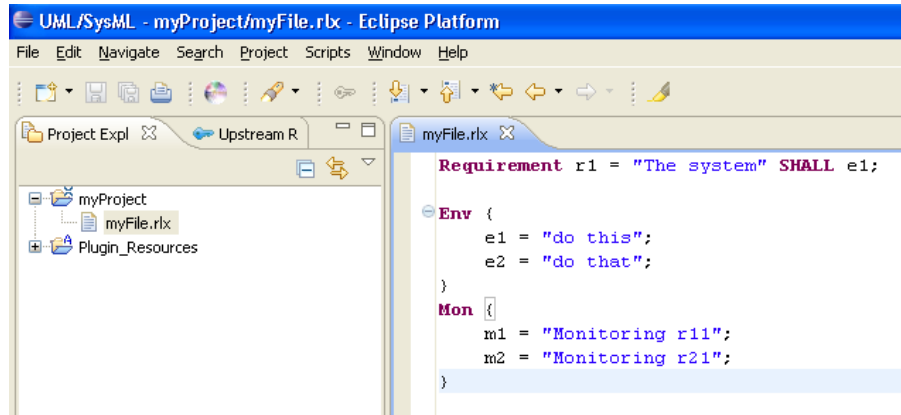 UML/SysML - myProject/myFile.rlx - Eclipse Platform
File Edit Navigate Search Project Scripts Window Help
Project Expl Upstream R
myFile.rlx
myProject
myFile.rlx
Plugin_Resources
Requirement r1 = "The system" SHALL e1;
Env {
e1 = "do this";
e2 = "do that";
}
Mon {
m1 = "Monitoring r11";
m2 = "Monitoring r21";
}